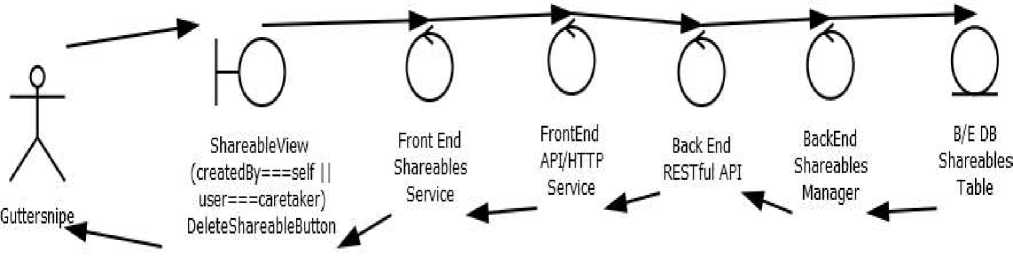 Guttersnipe
ShareableView
(createdBy===self ||
user===caretaker)
DeleteShareableButton
Front End
Shareables
Service
FrontEnd
API/HTTP
Service
Back End
RESTful API
BackEnd
Shareables
Manager
B/E DB
Shareables
Table